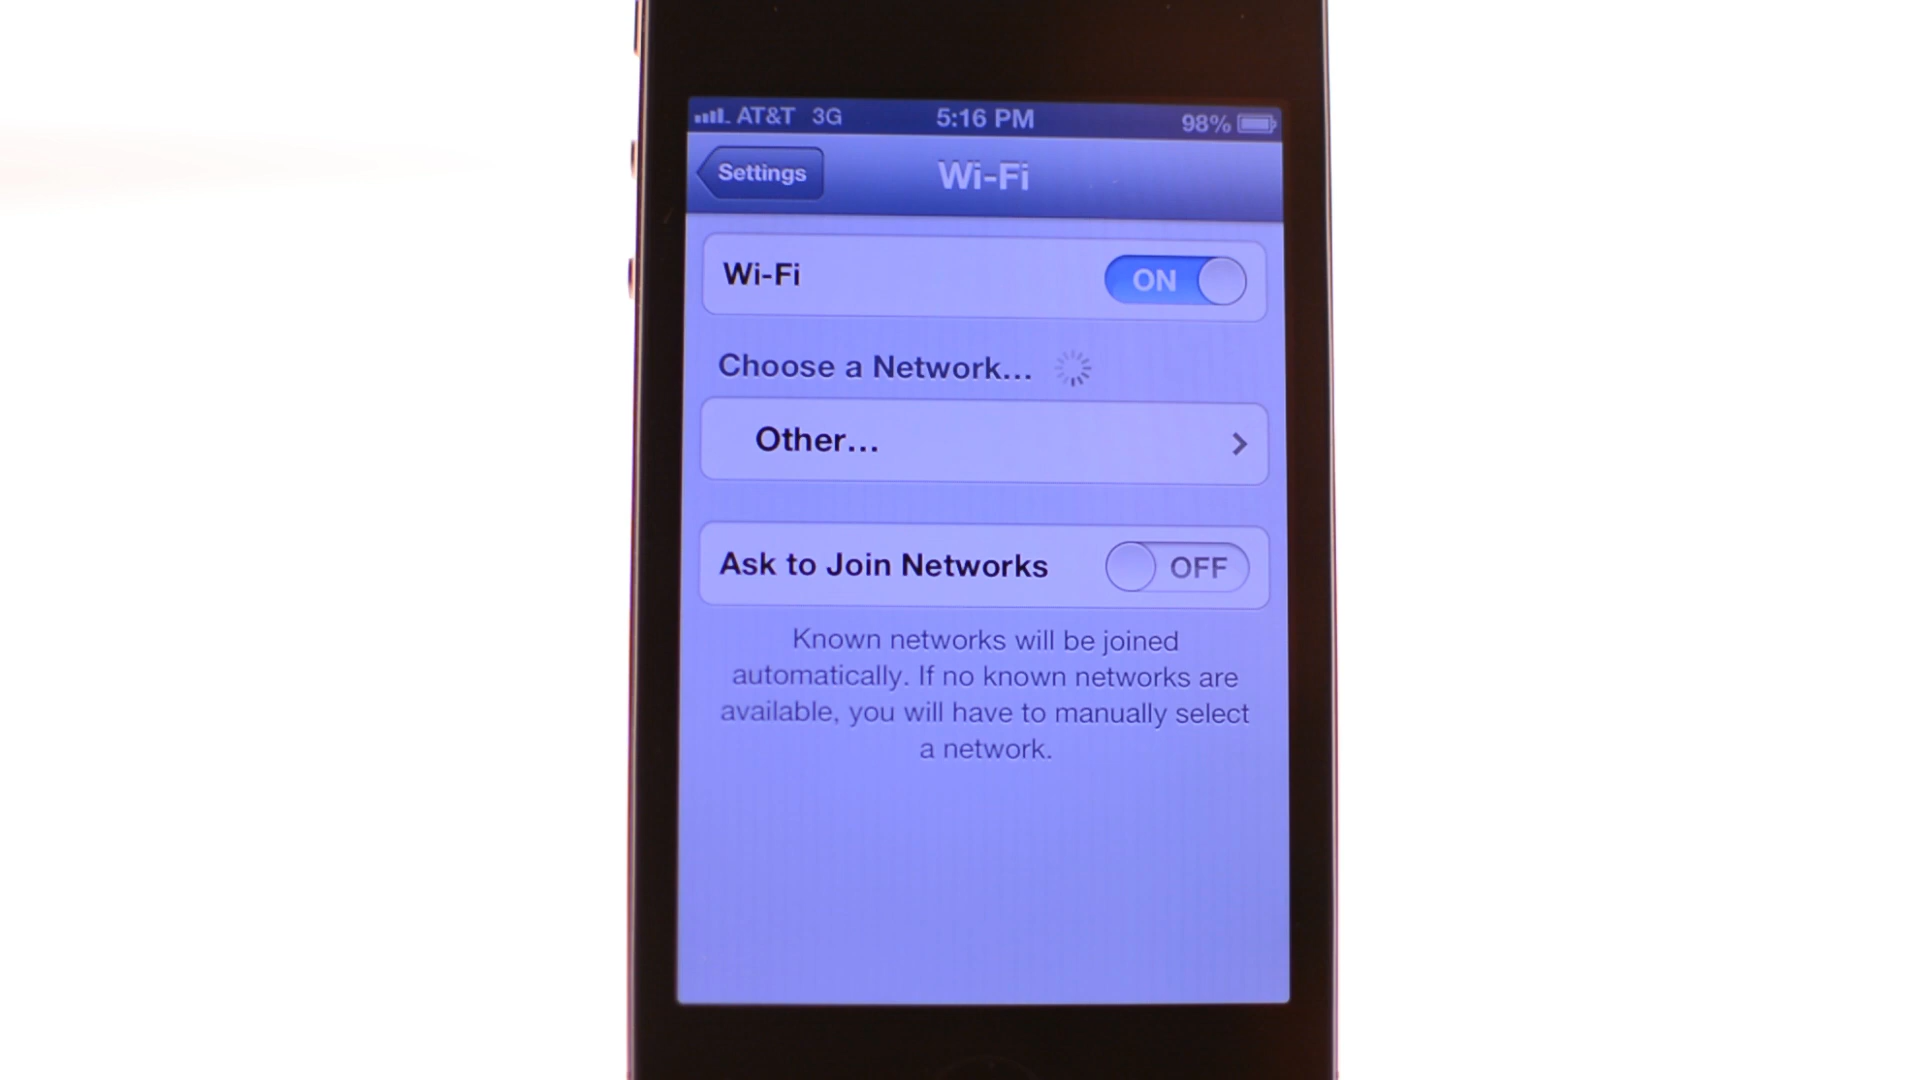 AT&T 3G 5:16 PM 98%
Settings Wi-Fi
Wi-Fi ON
Choose a Network...
Other...
Ask to Join Networks OFF
Known networks will be joined
automatically. If no known networks are
available, you will have to manually select
a network.